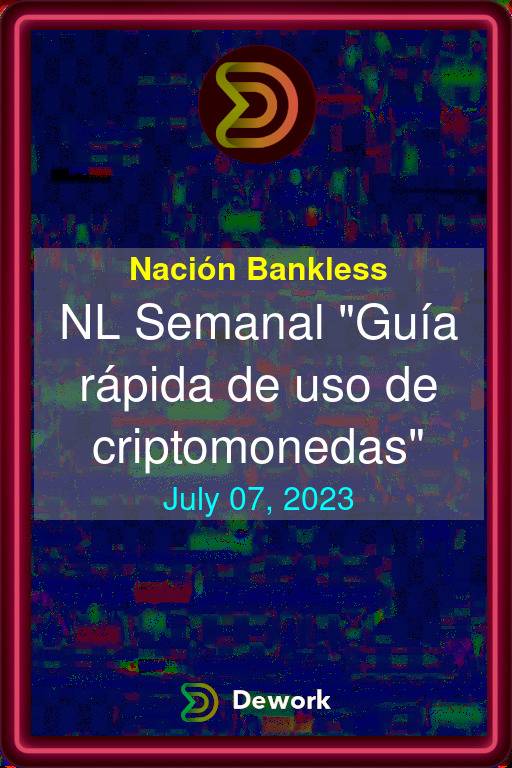 Nación Bankless
NL Semanal "Guía
rápida de uso de
criptomonedas"
July 07, 2023
Dework